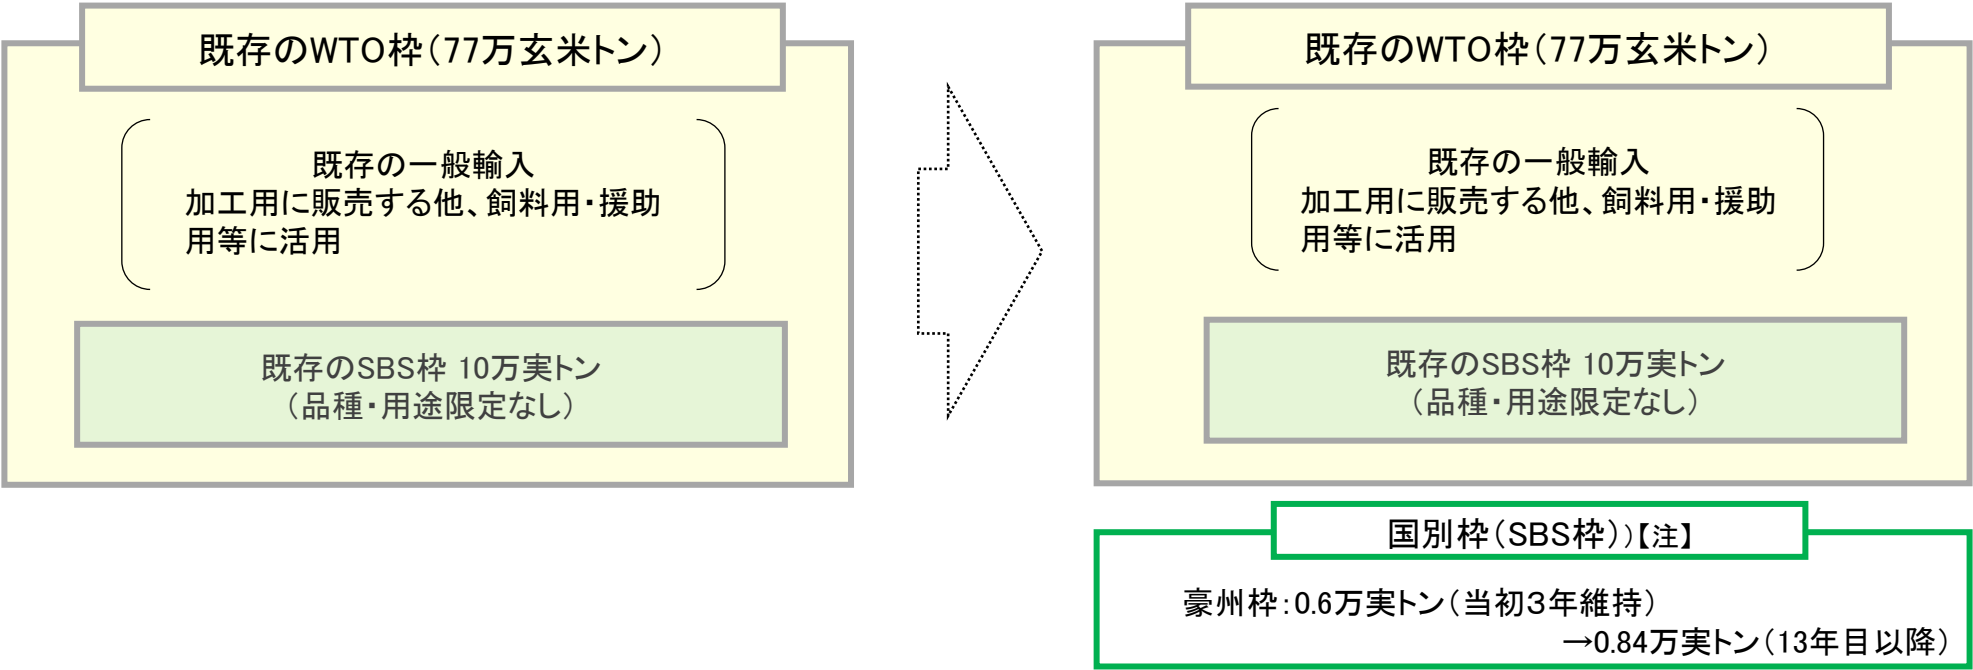 既存のWTO枠（77万玄米トン）
既存の一般輸入
加工用に販売する他、飼料用・援助
用等に活用
既存のSBS枠 10万実トン
（品種・用途限定なし）
既存のWTO枠（77万玄米トン）
既存の一般輸入
加工用に販売する他、飼料用・援助
用等に活用
既存のSBS枠 10万実トン
（品種・用途限定なし）
国別枠（SBS枠））【注】
豪州枠：0.6万実トン（当初３年維持）
→0.84万実トン（13年目以降）